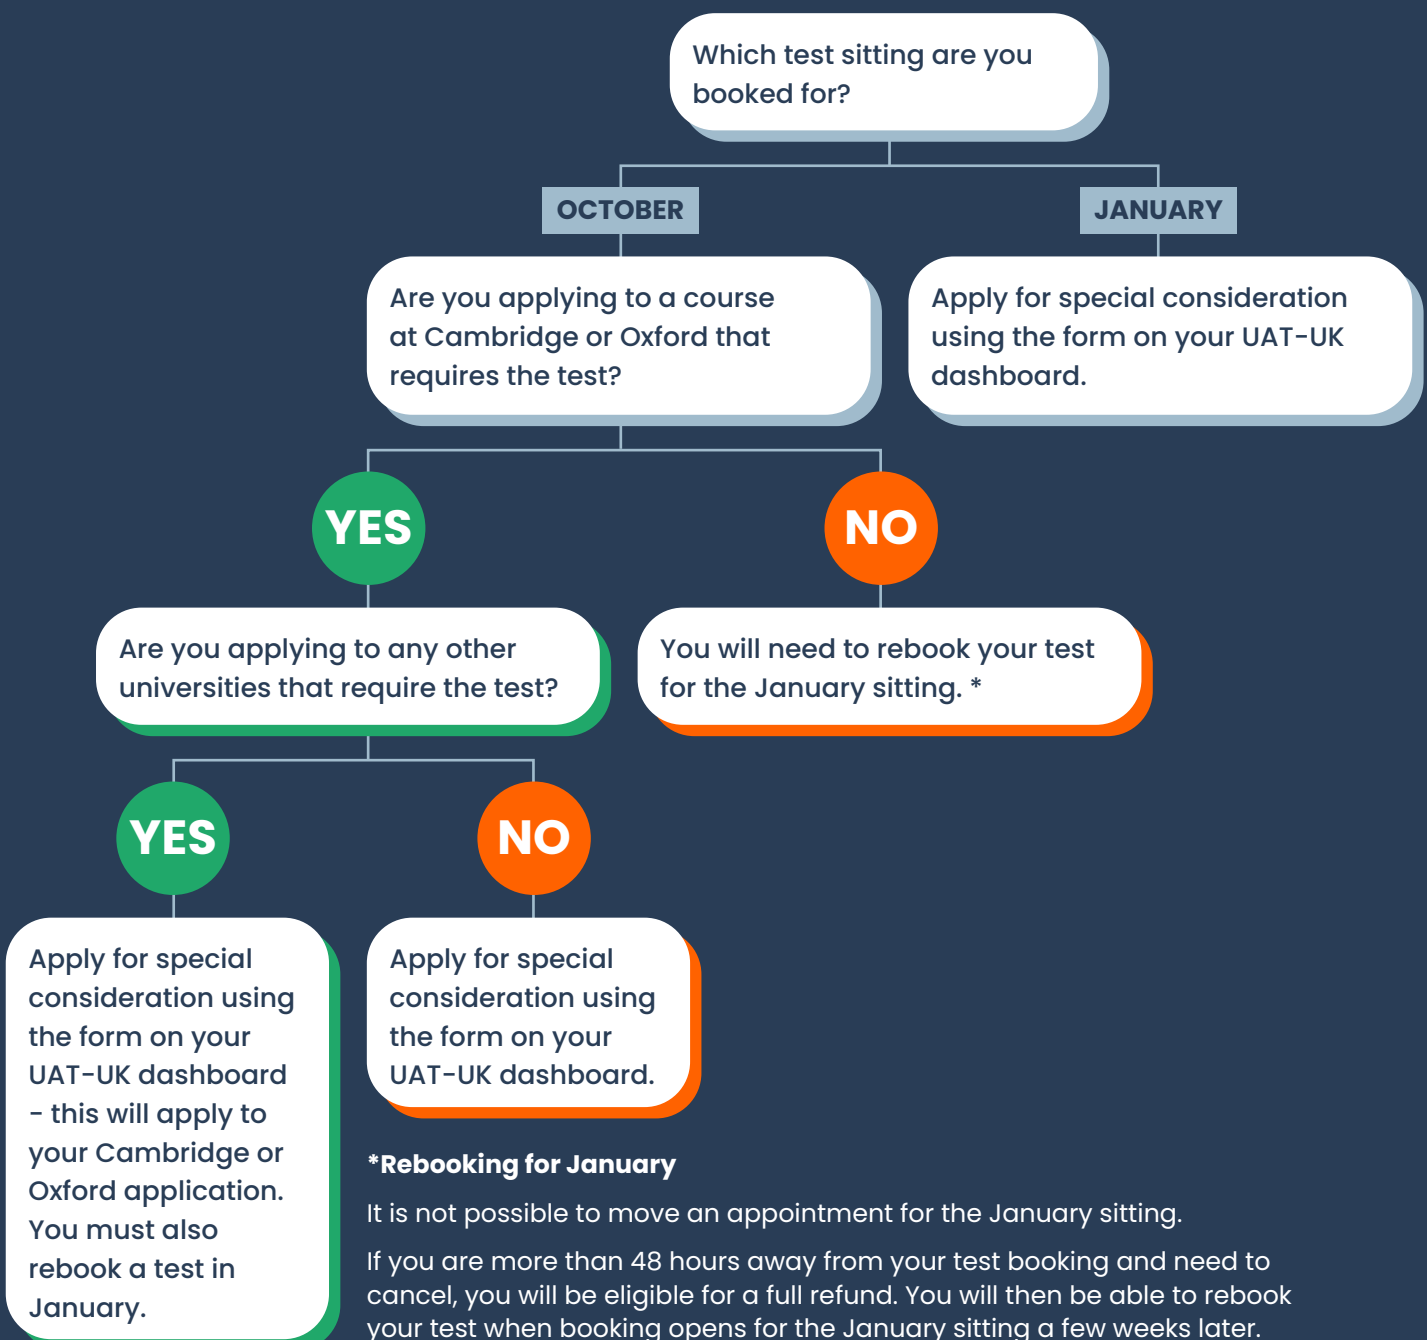 Which test sitting are you
booked for?
OCTOBER
JANUARY
Are you applying to a course
at Cambridge or Oxford that
requires the test?
Apply for special consideration
using the form on your UAT-UK
dashboard.
YES
NO
Are you applying to any other
universities that require the test?
You will need to rebook your test
for the January sitting. *
YES
NO
Apply for special
consideration using
the form on your
UAT-UK dashboard
- this will apply to
your Cambridge or
Oxford application.
You must also
rebook a test in
January.
Apply for special
consideration using
the form on your
UAT-UK dashboard.
*Rebooking for January
It is not possible to move an appointment for the January sitting.
If you are more than 48 hours away from your test booking and need to
cancel, you will be eligible for a full refund. You will then be able to rebook
your test when booking opens for the January sitting a few weeks later.